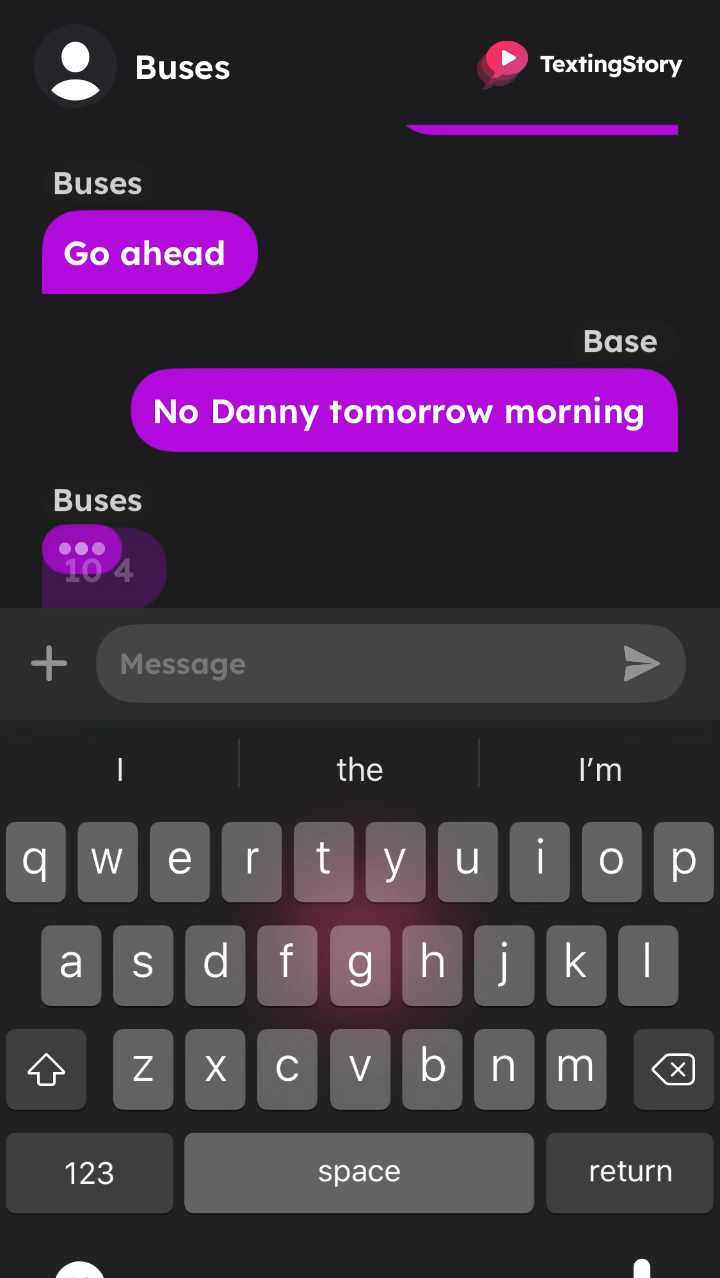 Buses
TextingStory
Buses
Go ahead
Base
No Danny tomorrow morning
Buses
10 4
Message
I the I'm
q w e r t y u i o p
a s d f g h j k l
z x c v b n m
123 space return